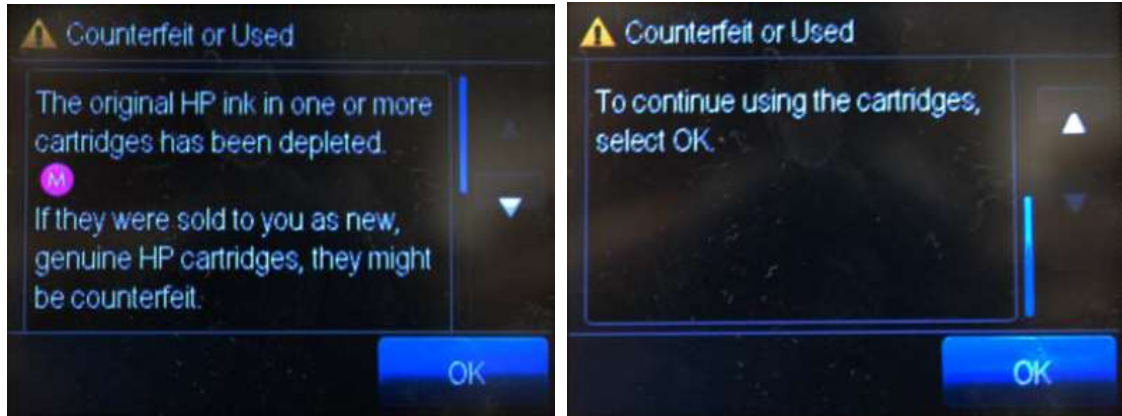 Counterfeit or Used
The original HP ink in one or more
cartridges has been depleted.
M
If they were sold to you as new,
genuine HP cartridges, they might
be counterfeit.
OK
Counterfeit or Used
To continue using the cartridges,
select OK.
OK